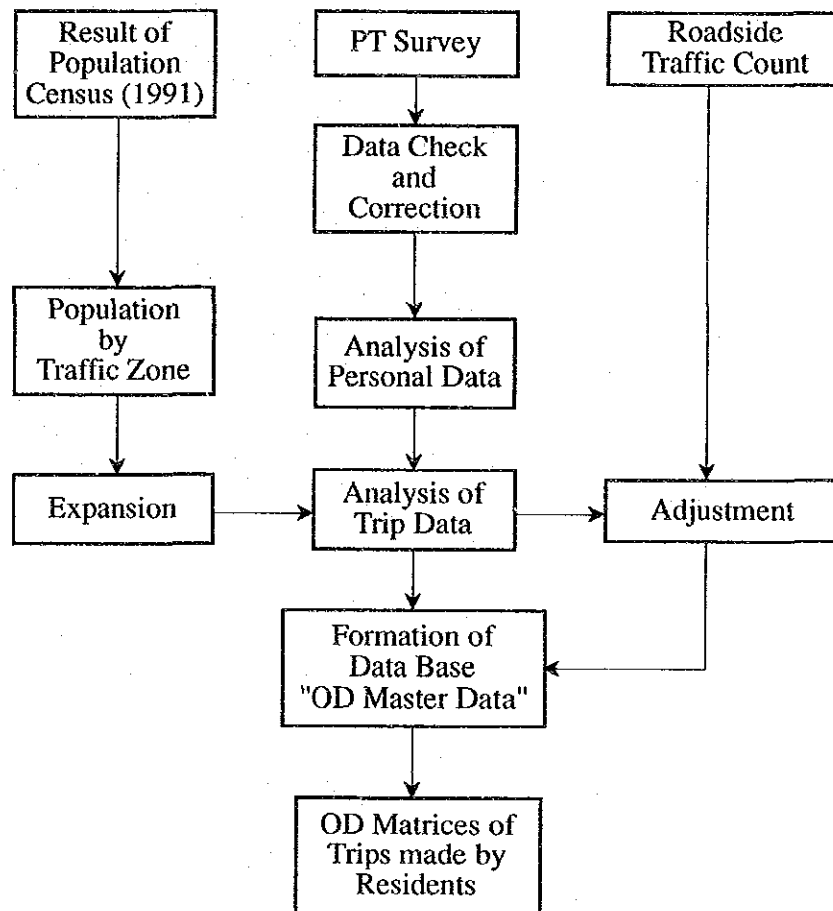 Result of
Population
Census (1991)
PT Survey
Roadside
Traffic Count
Data Check
and
Correction
Population
by
Traffic Zone
Analysis of
Personal Data
Expansion
Analysis of
Trip Data
Adjustment
Formation of
Data Base
"OD Master Data"
OD Matrices of
Trips made by
Residents